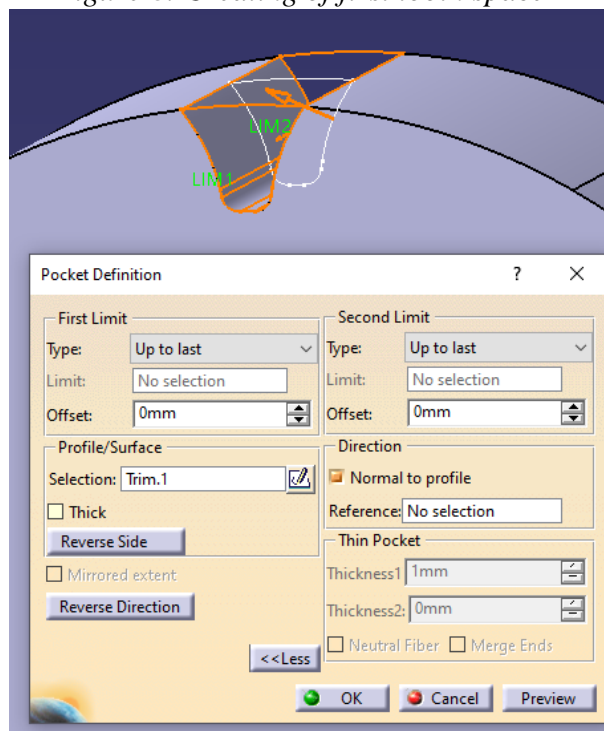 LIM2
LIM1
Pocket Definition ? ×
First Limit
Type: Up to last
Limit: No selection
Offset: 0mm
Profile/Surface
Selection: Trim.1
Thick
Reverse Side
Mirrored extent
Reverse Direction
Second Limit
Type: Up to last
Limit: No selection
Offset: 0mm
Direction
Normal to profile
Reference: No selection
Thin Pocket
Thickness1 1mm
Thickness2: 0mm
Neutral Fiber Merge Ends
<<Less
OK Cancel Preview